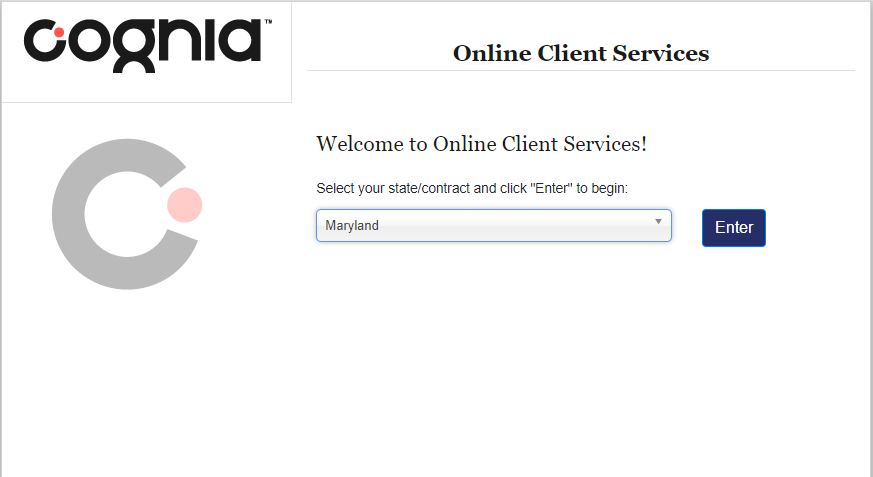 cognia™
Online Client Services
Welcome to Online Client Services!
Select your state/contract and click "Enter" to begin:
Maryland
Enter